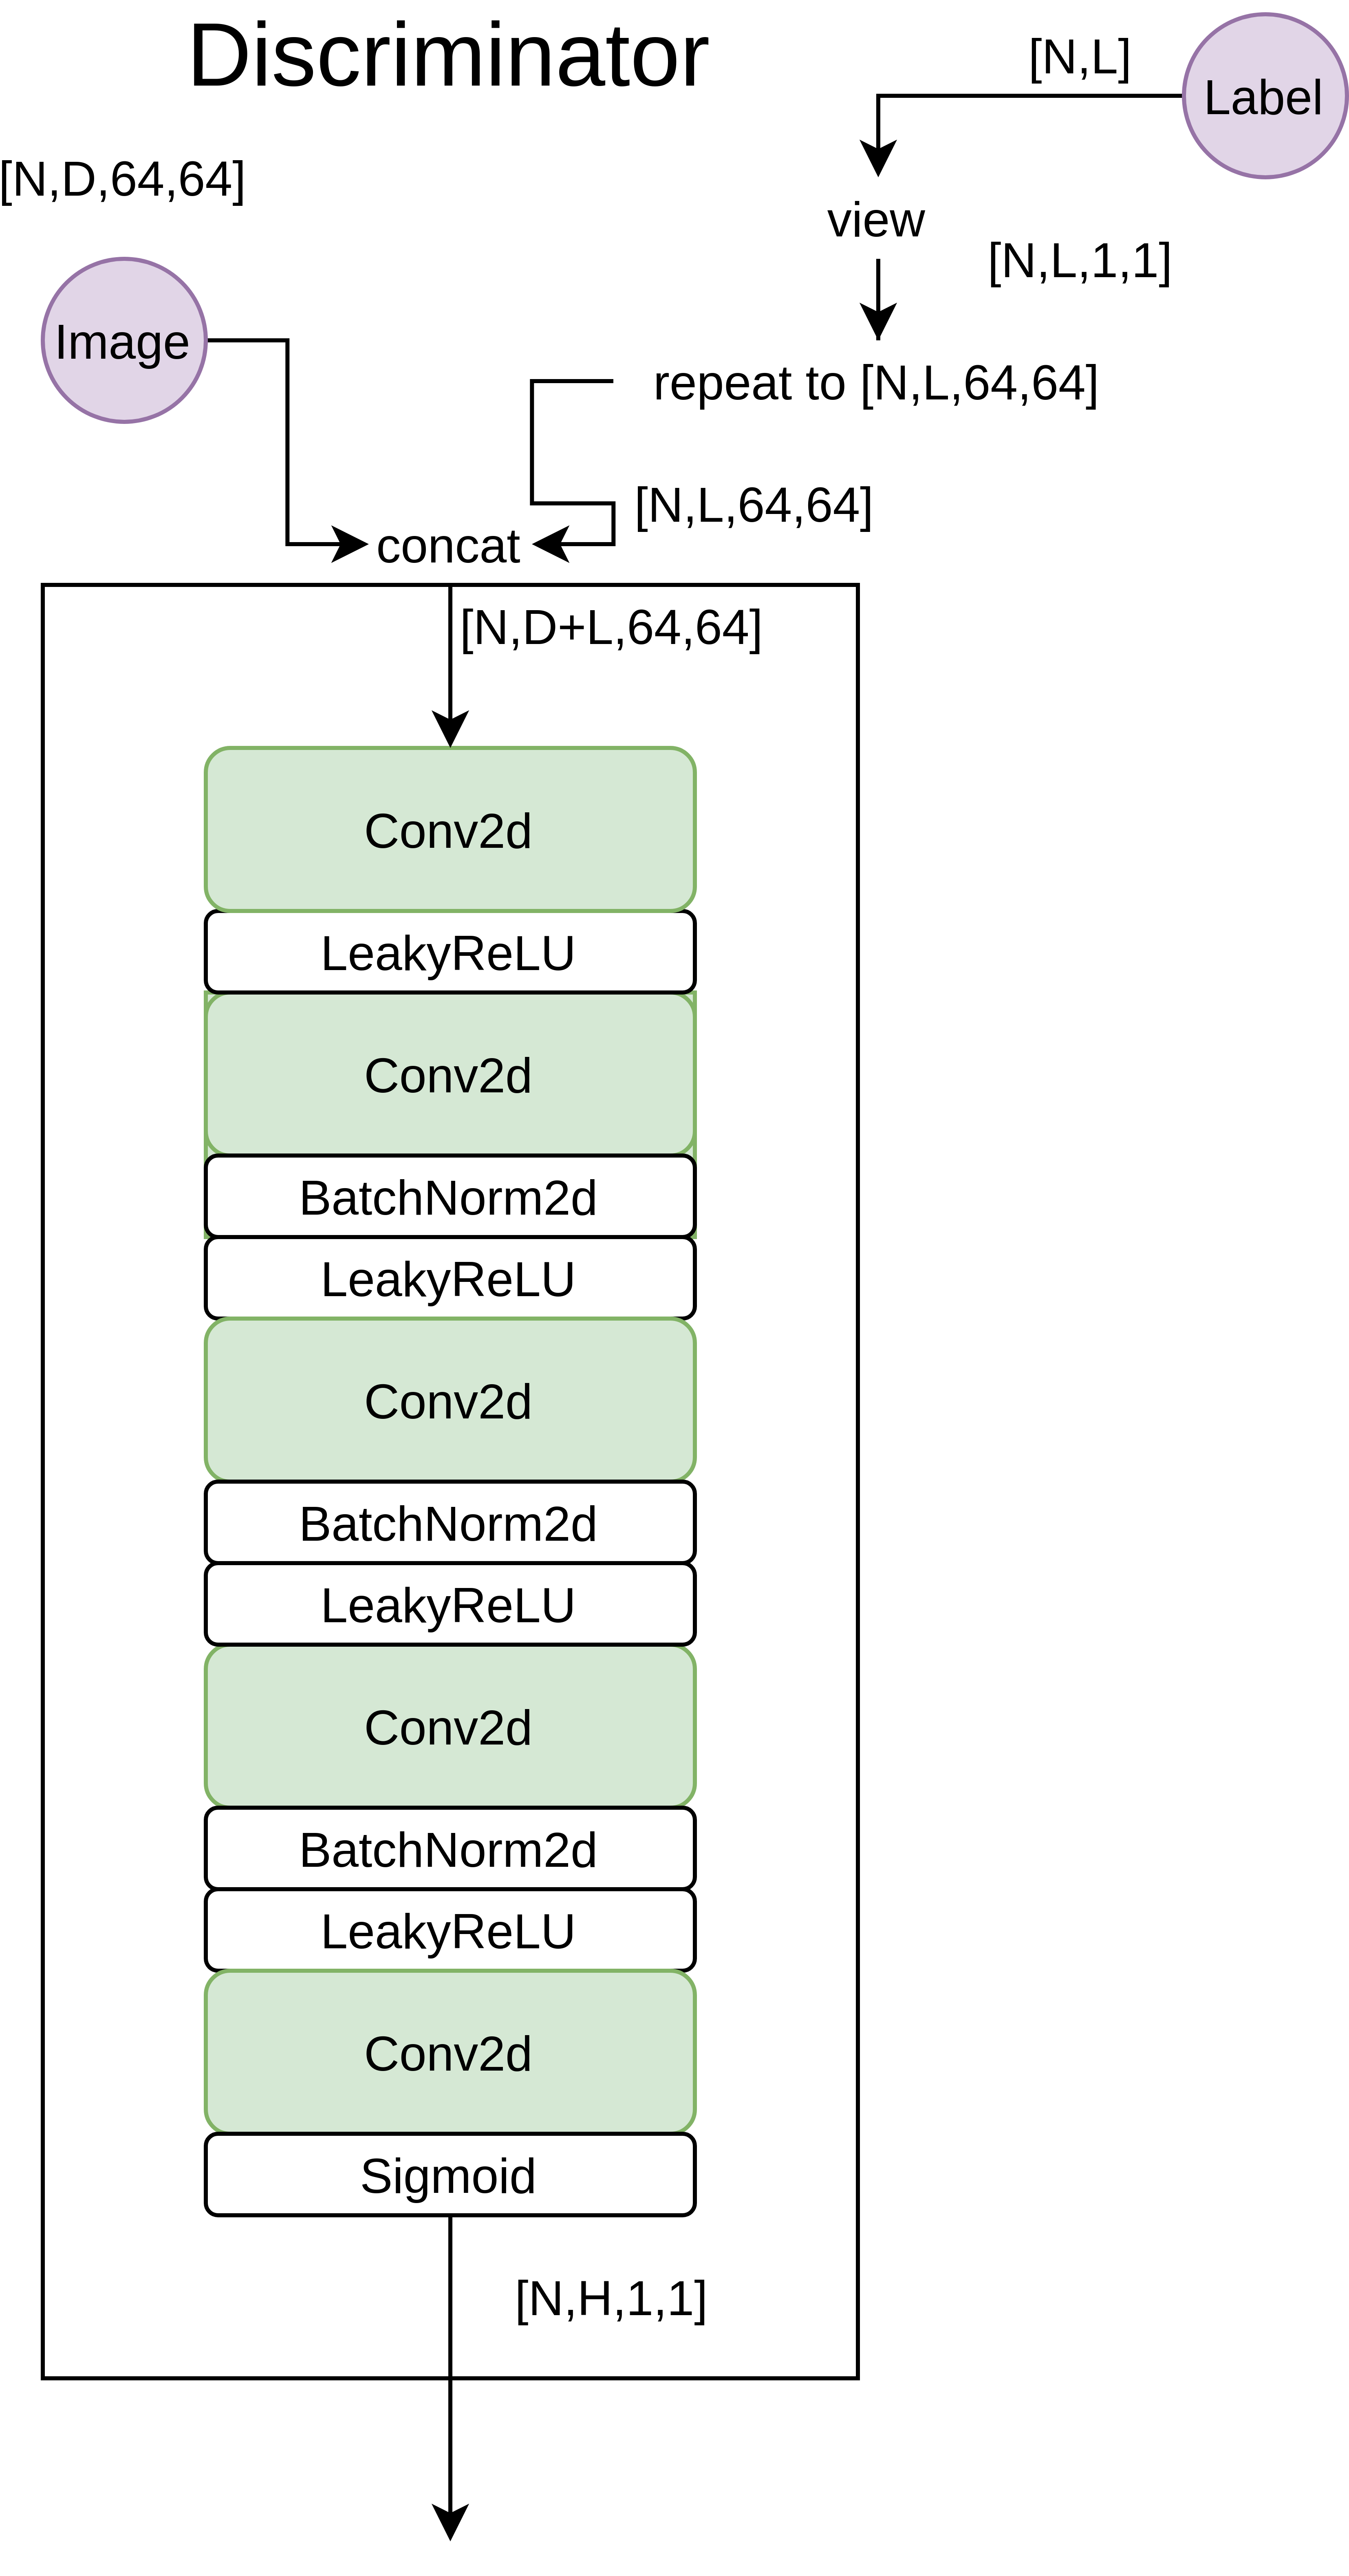 Discriminator
[N,L]
Label
[N,D,64,64]
view
[N,L,1,1]
Image
repeat to [N,L,64,64]
[N,L,64,64]
concat
[N,D+L,64,64]
Conv2d
LeakyReLU
Conv2d
BatchNorm2d
LeakyReLU
Conv2d
BatchNorm2d
LeakyReLU
Conv2d
BatchNorm2d
LeakyReLU
Conv2d
Sigmoid
[N,H,1,1]